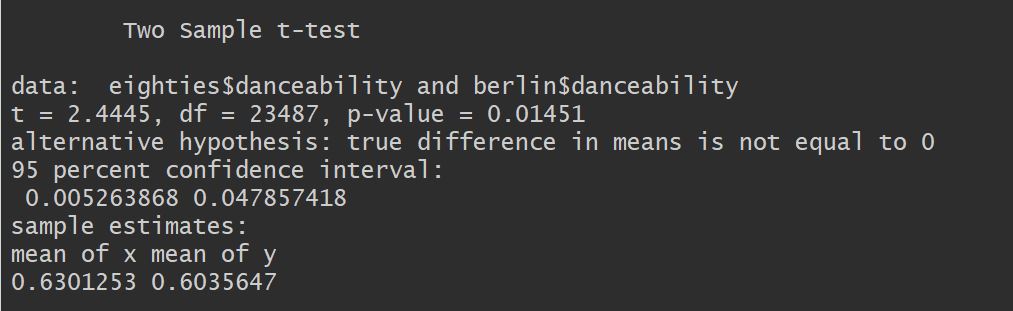 Two Sample t-test
data:  eighties$danceability and berlin$danceability
t = 2.4445, df = 23487, p-value = 0.01451
alternative hypothesis: true difference in means is not equal to 0
95 percent confidence interval:
 0.005263868 0.047857418
sample estimates:
mean of x mean of y
0.6301253 0.6035647